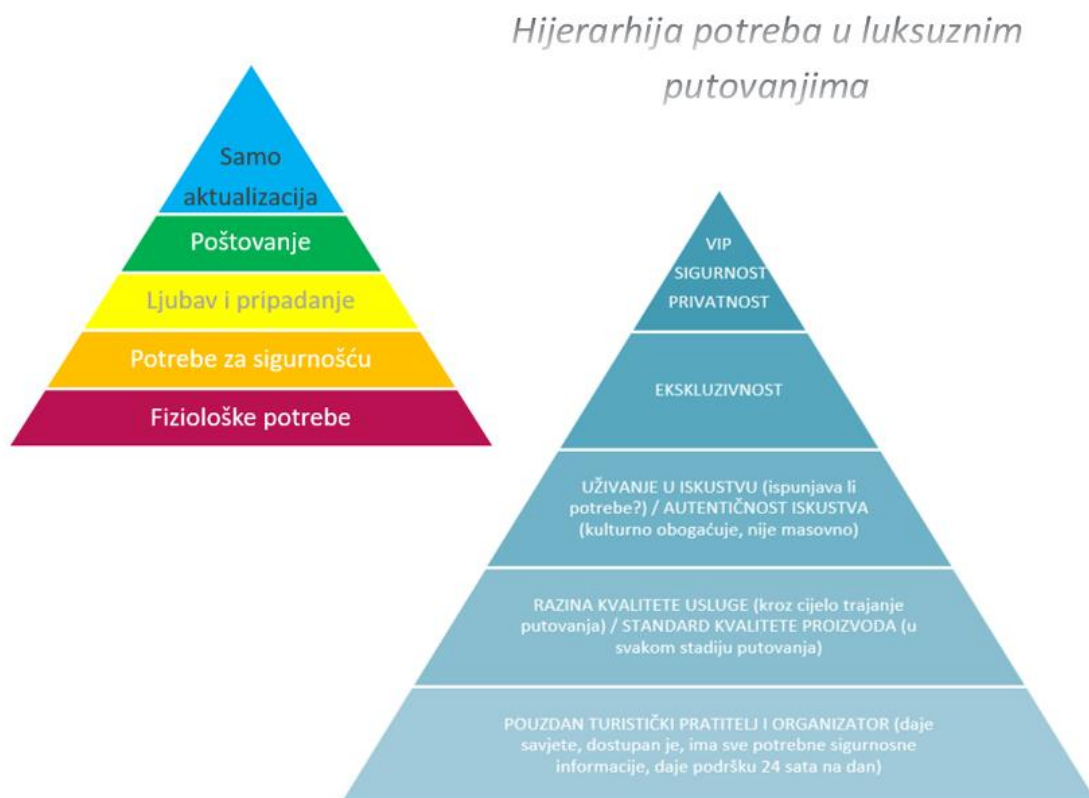 Hijerarhija potreba u luksuznim
putovanjima
Samo
aktualizacija
Poštovanje
Ljubav i pripadanje
Potrebe za sigurnošću
Fiziološke potrebe
VIP
SIGURNOST
PRIVATNOST
EKSKLUZIVNOST
UŽIVANJE U ISKUSTVU (ispunjava li
potrebe?) / AUTENTIČNOST ISKUSTVA
(kulturno obogaćuje, nije masovno)
RAZINA KVALITETE USLUGE (kroz cijelo trajanje
putovanja) / STANDARD KVALITETE PROIZVODA (u
svakom stadiju putovanja)
POUZDAN TURISTIČKI PRATITELJ I ORGANIZATOR (daje
savjete, dostupan je, ima sve potrebne sigurnosne
informacije, daje podršku 24 sata na dan)